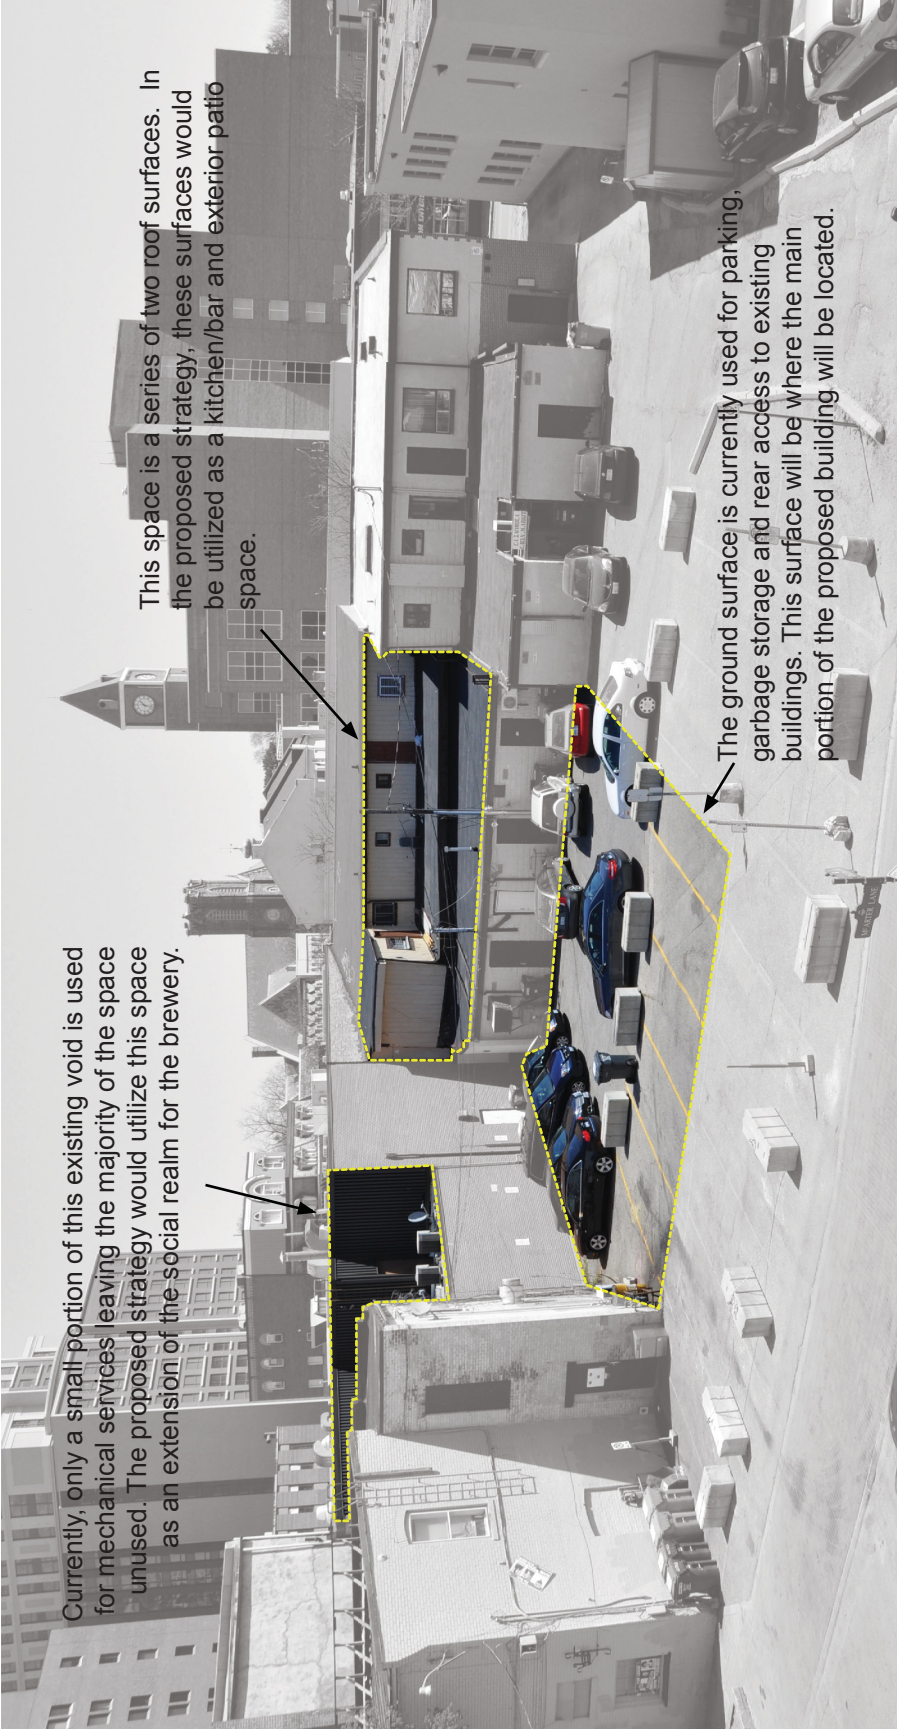 Currently, only a small portion of this existing void is used
for mechanical services leaving the majority of the space
unused. The proposed strategy would utilize this space
as an extension of the social realm for the brewery.
This space is a series of two roof surfaces. In
the proposed strategy, these surfaces would
be utilized as a kitchen/bar and exterior patio
space.
The ground surface is currently used for parking,
garbage storage and rear access to existing
buildings. This surface will be where the main
portion of the proposed building will be located.